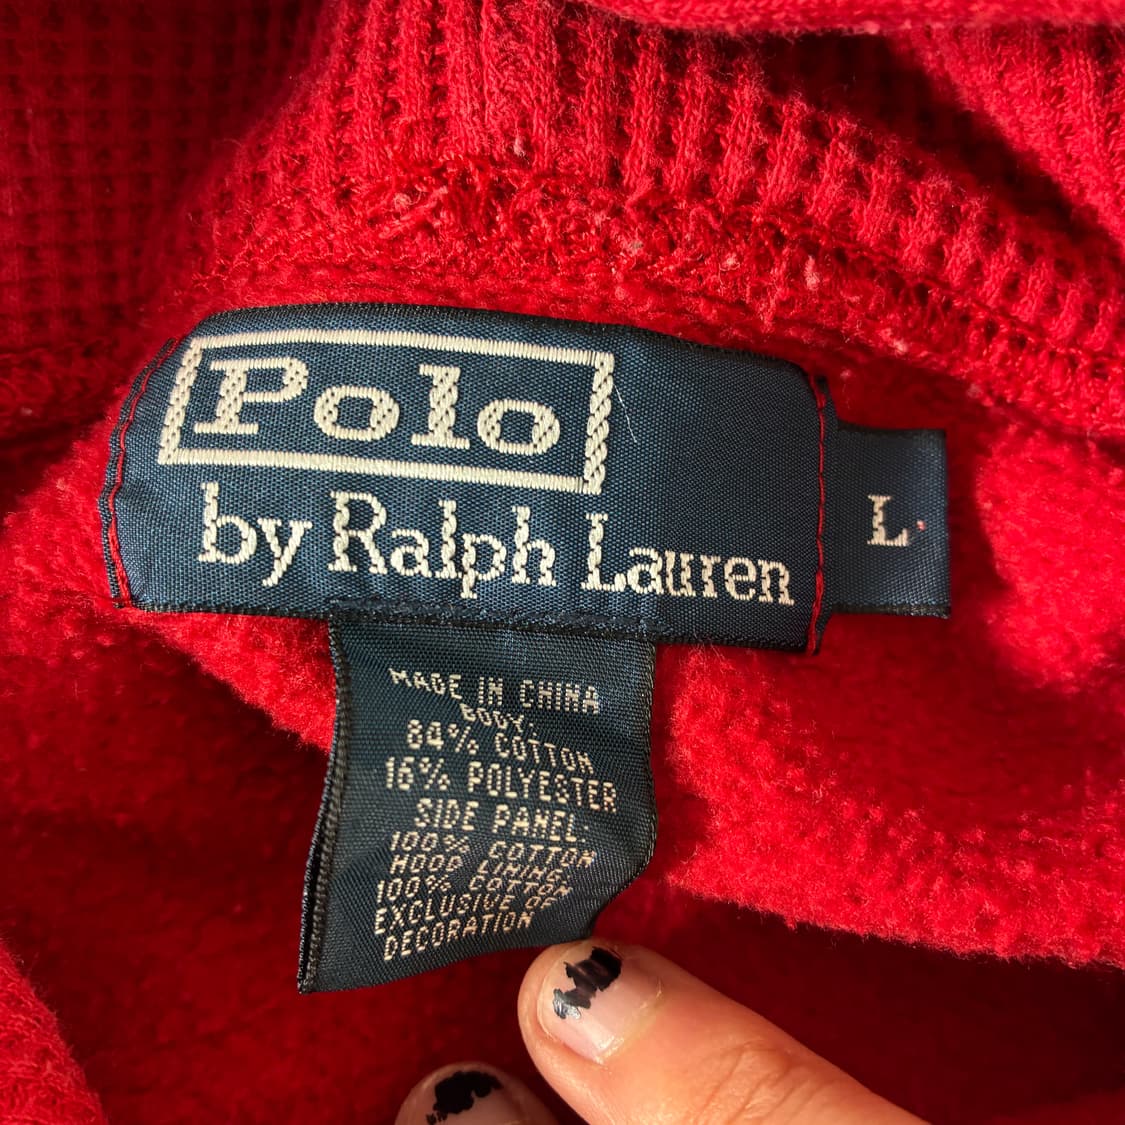 Polo
by Ralph Lauren
L
MADE IN CHINA
BODY:
84% COTTON
16% POLYESTER
SIDE PANEL:
100% COTTON
HOOD LINING
100% COTTON
EXCLUSIVE OF
DECORATION